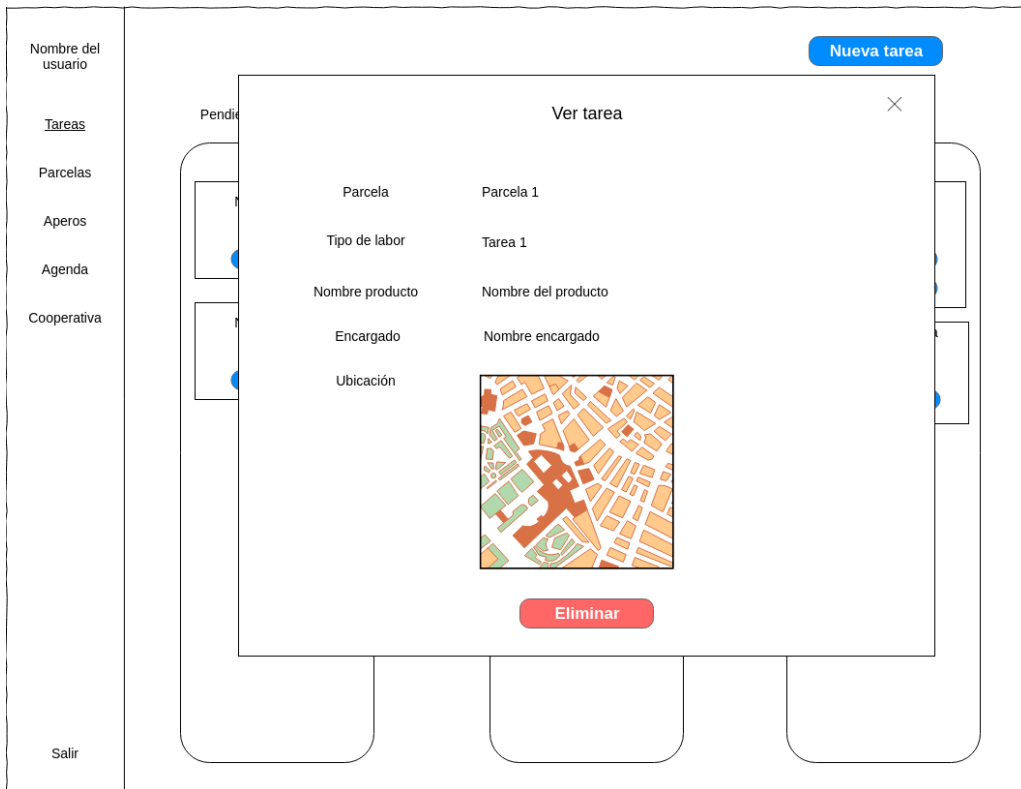 Nombre del
usuario
Tareas
Parcelas
Aperos
Agenda
Cooperativa
Salir
Nueva tarea
Ver tarea
Parcela
Parcela 1
Tipo de labor
Tarea 1
Nombre producto
Nombre del producto
Encargado
Nombre encargado
Ubicación
Eliminar